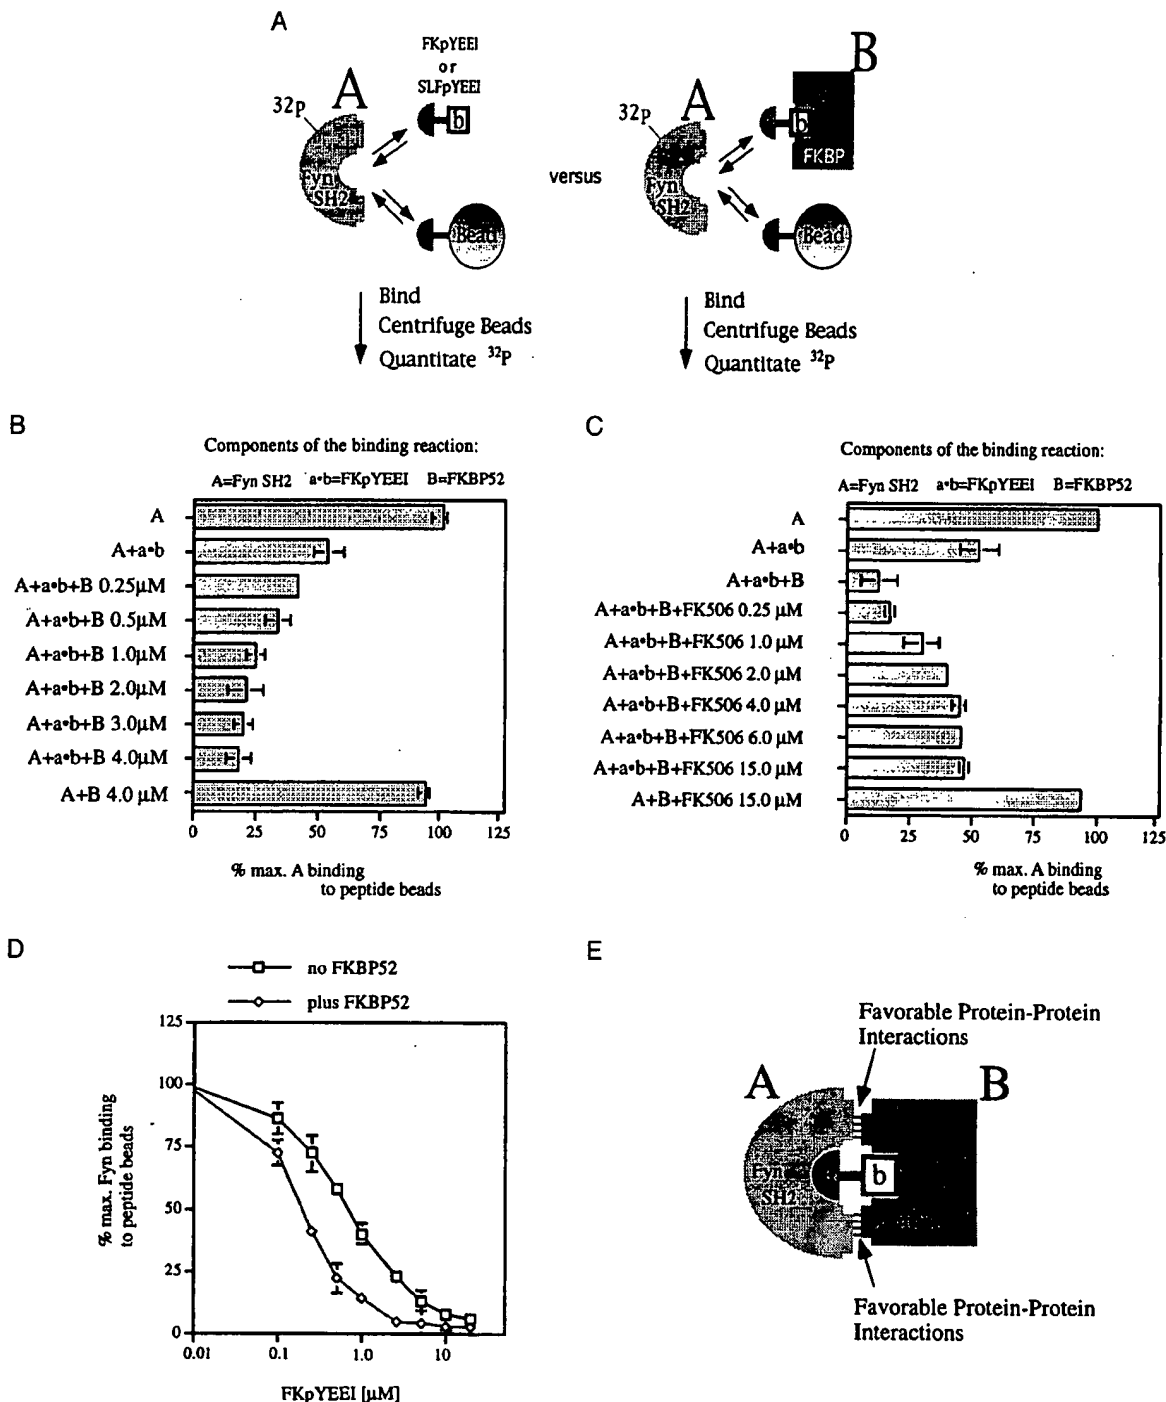 A
FKpYEEI
or
SLFpYEEI
A
32P
b
Fyn
SH2
Bead
Bind
Centrifuge Beads
Quantitate 32P
versus
B
A
32P
b
FKBP
Fyn
SH2
Bead
Bind
Centrifuge Beads
Quantitate 32P
B
Components of the binding reaction:
A=Fyn SH2 a•b=FKpYEEI B=FKBP52
A
A+a•b
A+a•b+B 0.25µM
A+a•b+B 0.5µM
A+a•b+B 1.0µM
A+a•b+B 2.0µM
A+a•b+B 3.0µM
A+a•b+B 4.0µM
A+B 4.0 µM
0 25 50 75 100 125
% max. A binding
to peptide beads
C
Components of the binding reaction:
A=Fyn SH2 a•b=FKpYEEI B=FKBP52
A
A+a•b
A+a•b+B
A+a•b+B+FK506 0.25 µM
A+a•b+B+FK506 1.0 µM
A+a•b+B+FK506 2.0 µM
A+a•b+B+FK506 4.0 µM
A+a•b+B+FK506 6.0 µM
A+a•b+B+FK506 15.0 µM
A+B+FK506 15.0 µM
0 25 50 75 100 125
% max. A binding
to peptide beads
D
no FKBP52
plus FKBP52
125
100
75
50
25
0
% max. Fyn binding
to peptide beads
0.01 0.1 1.0 10
FKpYEEI [µM]
E
Favorable Protein-Protein
Interactions
A
B
Fyn
SH2
b
Favorable Protein-Protein
Interactions